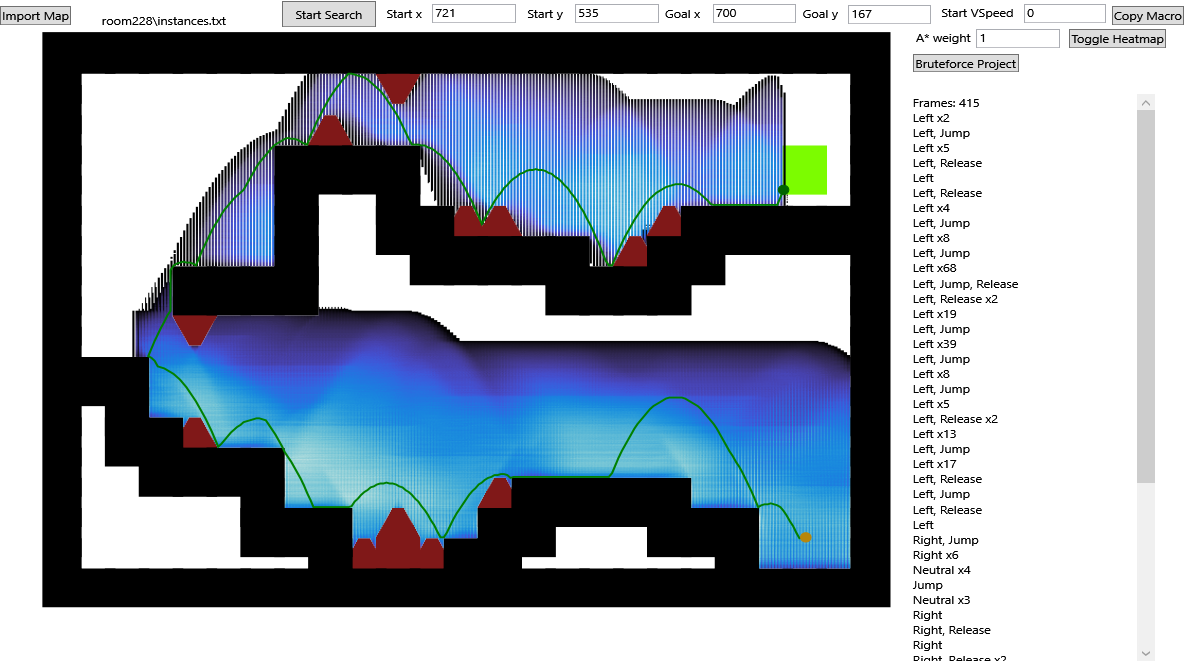 Import Map
room228\instances.txt
Start Search
Start x 721 Start y 535 Goal x 700 Goal y 167 Start VSpeed 0 Copy Macro
A* weight 1 Toggle Heatmap
Bruteforce Project
Frames: 415
Left x2
Left, Jump
Left x5
Left, Release
Left
Left, Release
Left x4
Left, Jump
Left x8
Left, Jump
Left x68
Left, Jump, Release
Left, Release x2
Left x19
Left, Jump
Left x39
Left, Jump
Left x8
Left, Jump
Left x5
Left, Release x2
Left x13
Left, Jump
Left x17
Left, Release
Left, Jump
Left, Release
Left
Right, Jump
Right x6
Neutral x4
Jump
Neutral x3
Right
Right, Release
Right
Right, Release x2